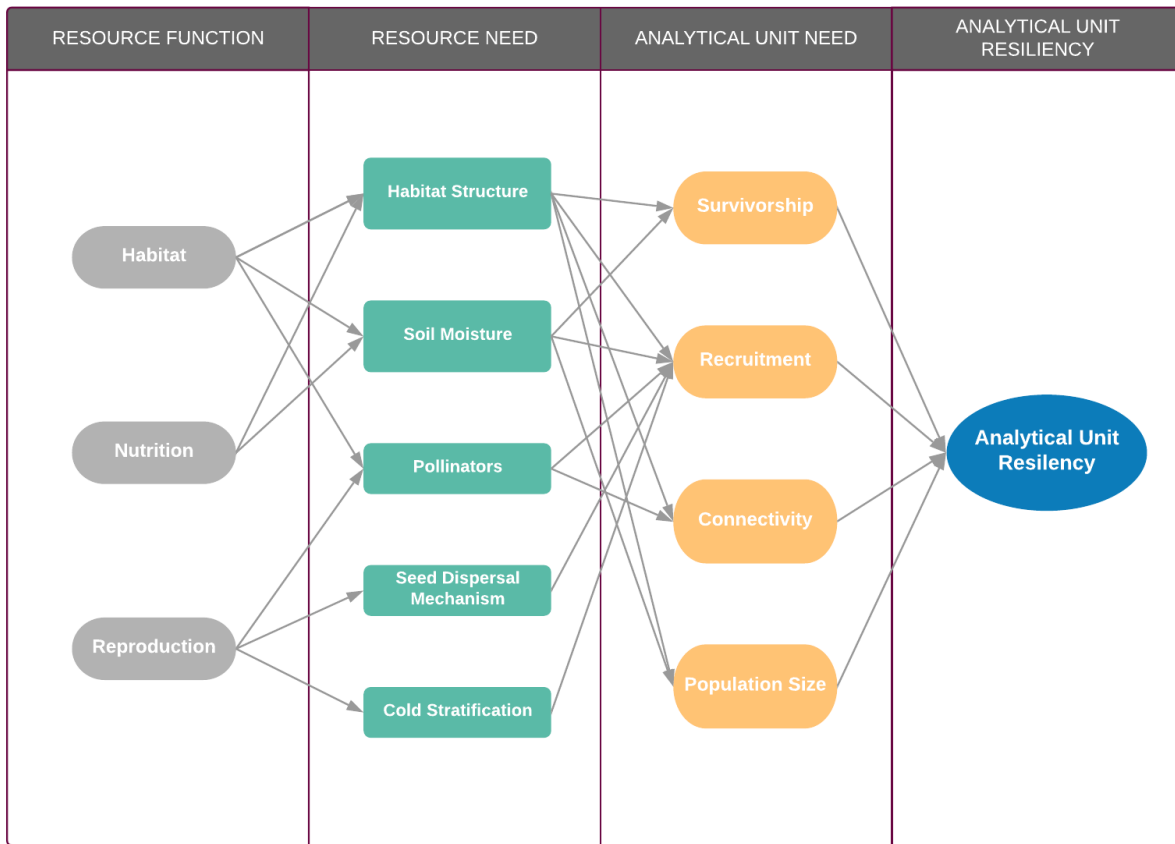 RESOURCE FUNCTION
RESOURCE NEED
ANALYTICAL UNIT NEED
ANALYTICAL UNIT
RESILIENCY
Habitat
Nutrition
Reproduction
Habitat Structure
Soil Moisture
Pollinators
Seed Dispersal
Mechanism
Cold Stratification
Survivorship
Recruitment
Connectivity
Population Size
Analytical Unit
Resilency